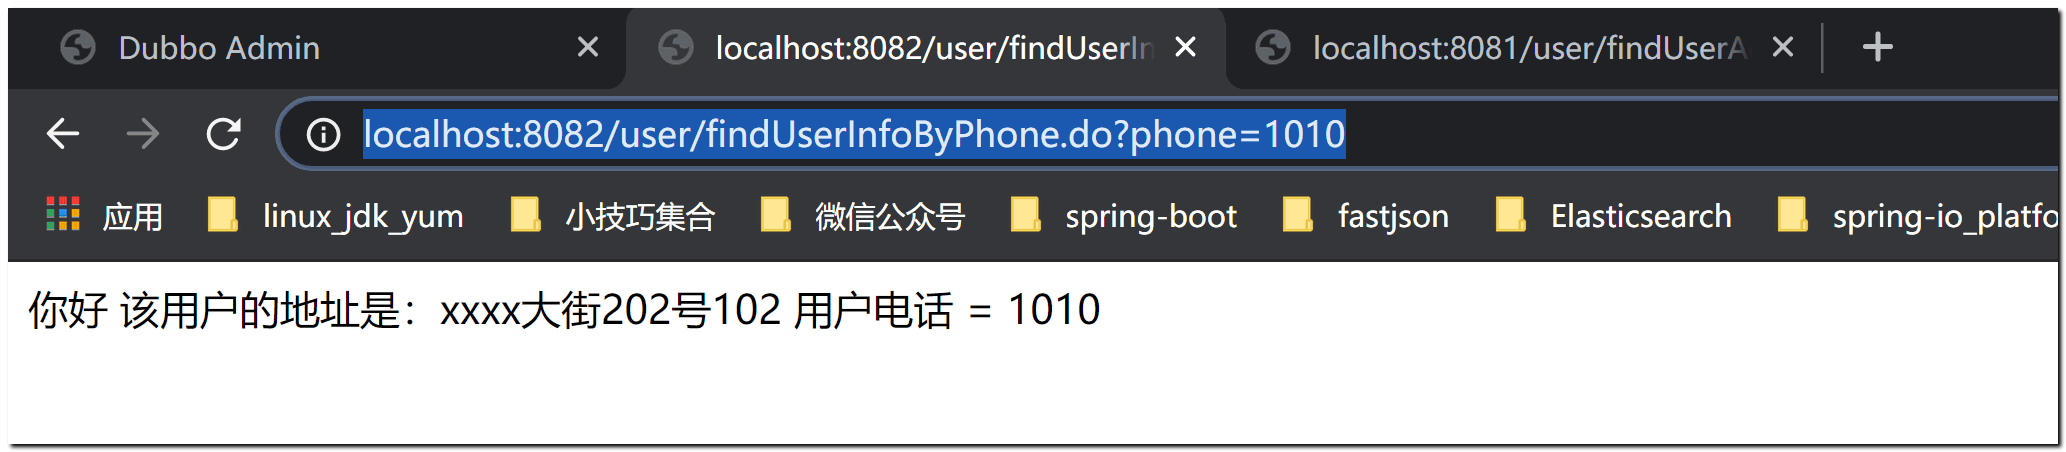 Dubbo Admin
localhost:8082/user/findUserIn
localhost:8081/user/findUserA
localhost:8082/user/findUserInfoByPhone.do?phone=1010
应用 linux_jdk_yum 小技巧集合 微信公众号 spring-boot fastjson Elasticsearch spring-io_platfo
你好 该用户的地址是：xxxx大街202号102 用户电话 = 1010